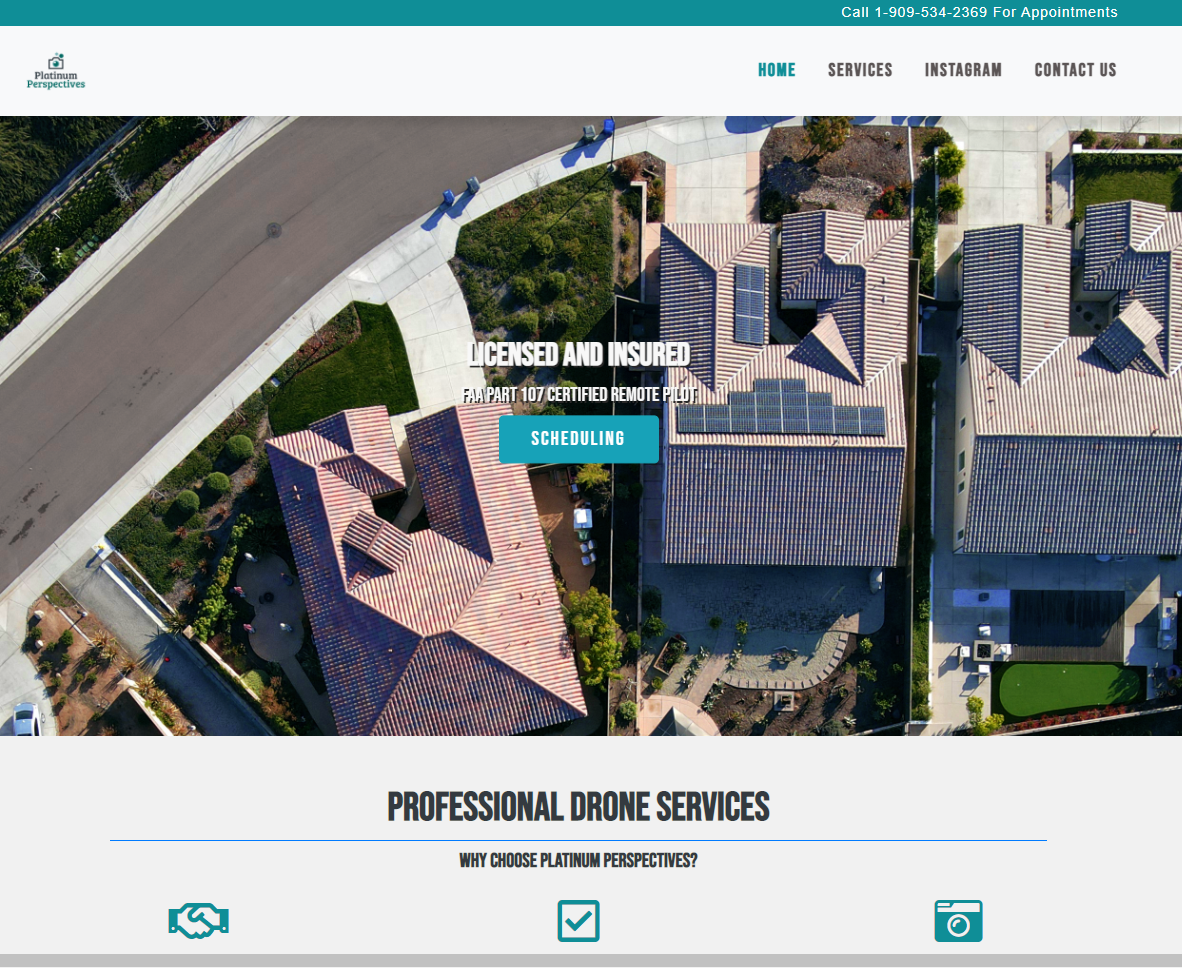 Call 1-909-534-2369 For Appointments
Platinum
Perspectives
HOME SERVICES INSTAGRAM CONTACT US
LICENSED AND INSURED
FAA PART 107 CERTIFIED REMOTE PILOT
SCHEDULING
PROFESSIONAL DRONE SERVICES
WHY CHOOSE PLATINUM PERSPECTIVES?